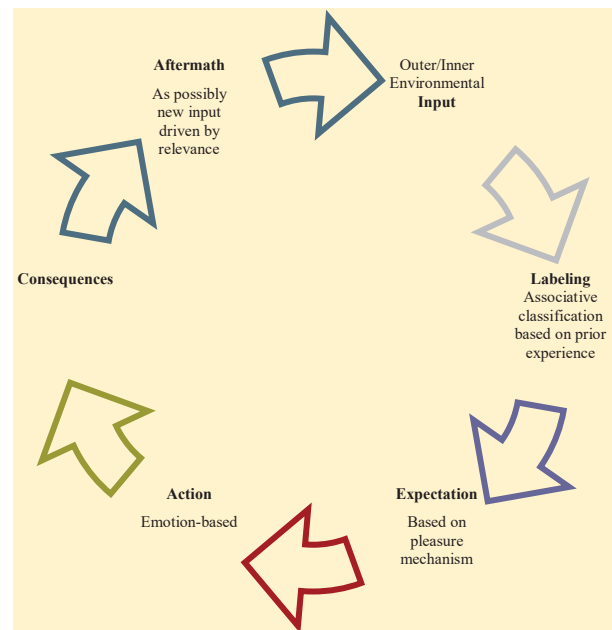 Aftermath
As possibly
new input
driven by
relevance
Outer/Inner
Environmental
Input
Labeling
Associative
classification
based on prior
experience
Expectation
Based on
pleasure
mechanism
Action
Emotion-based
Consequences